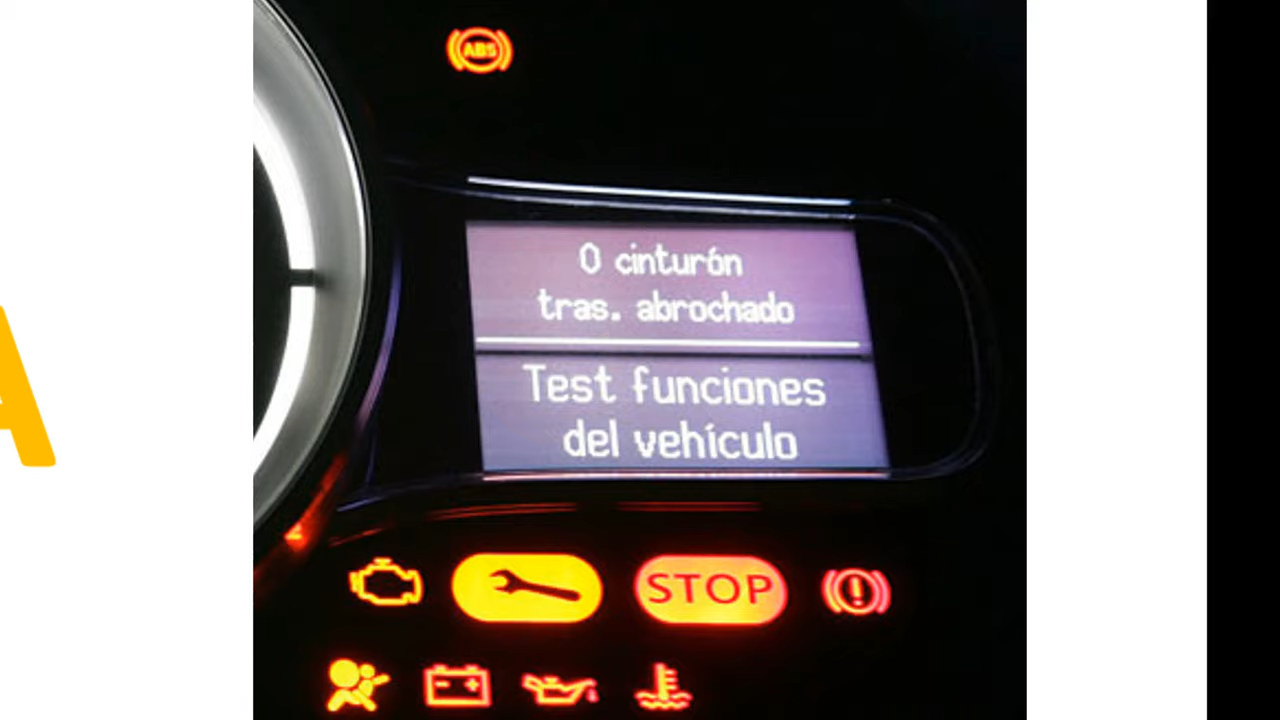 A
ABS
0 cinturón
tras. abrochado
Test funciones
del vehículo
STOP